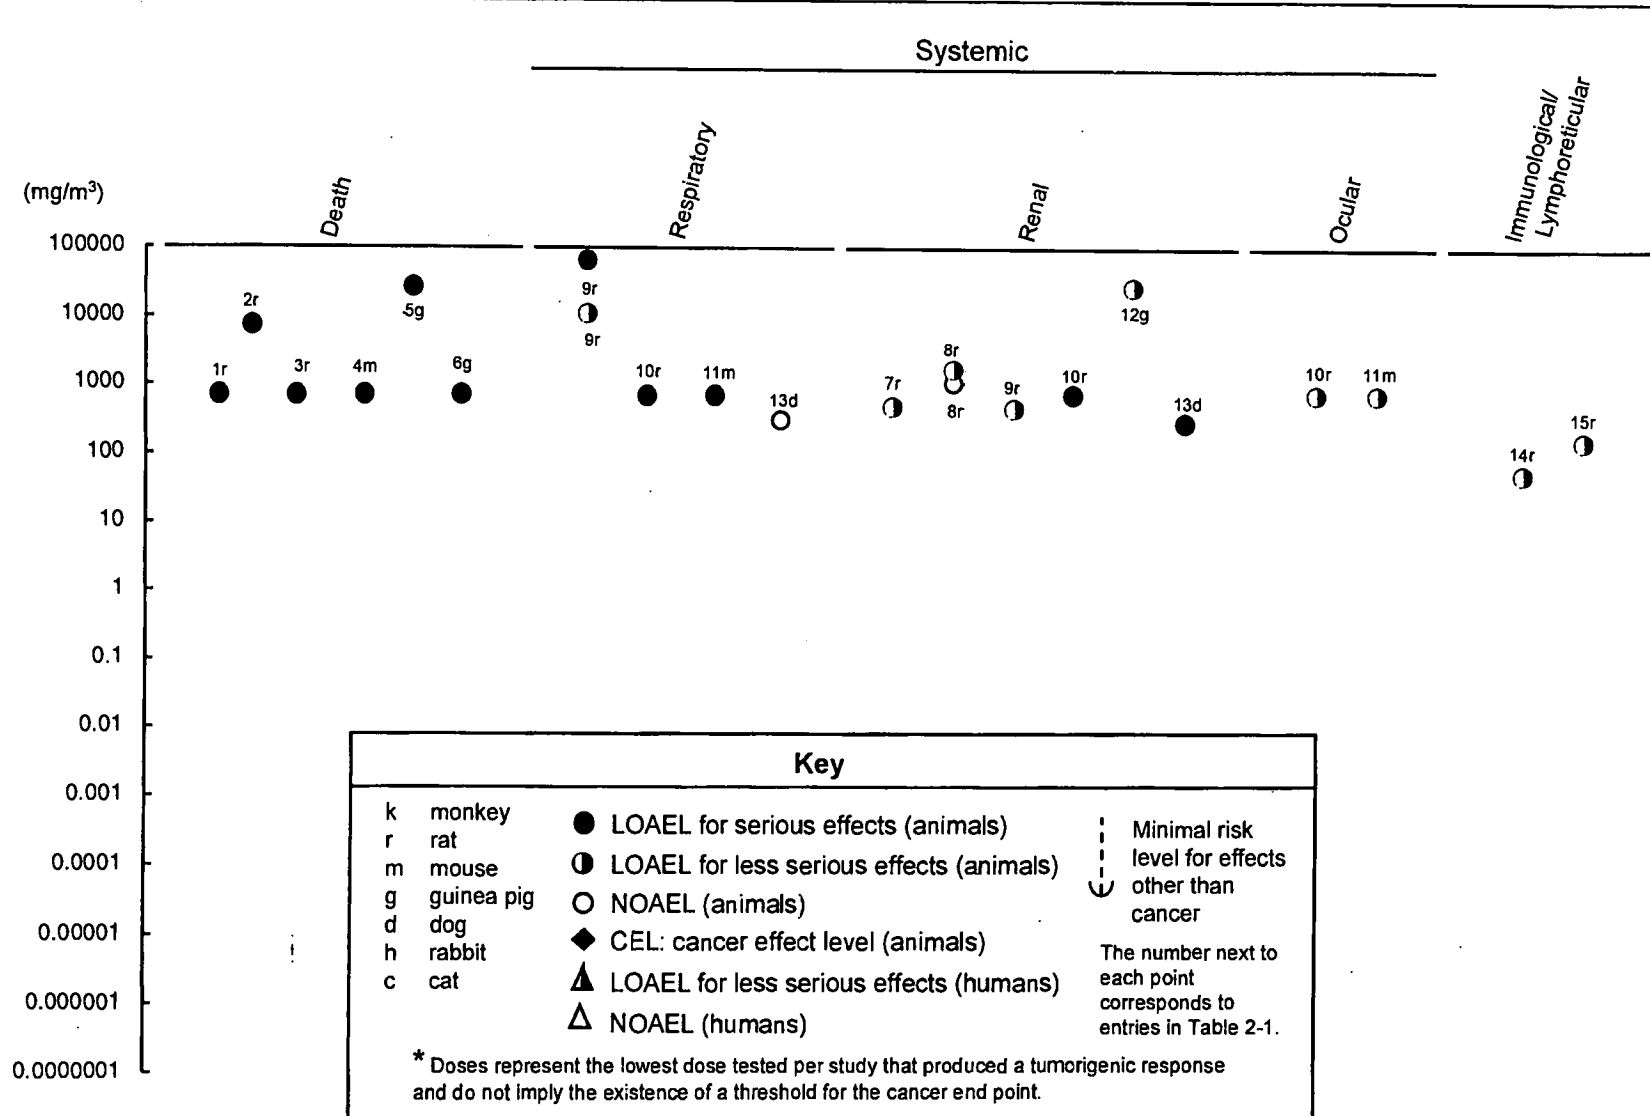 Systemic
(mg/m³)
Death
Respiratory
Renal
Ocular
Immunological/
Lymphoreticular
100000
10000
1000
100
10
1
0.1
0.01
0.001
0.0001
0.00001
0.000001
0.0000001
1r
2r
3r
4m
5g
6g
9r
9r
10r
11m
13d
7r
8r
8r
9r
10r
12g
13d
10r
11m
14r
15r
Key
k monkey
r rat
m mouse
g guinea pig
d dog
h rabbit
c cat
LOAEL for serious effects (animals)
LOAEL for less serious effects (animals)
NOAEL (animals)
CEL: cancer effect level (animals)
LOAEL for less serious effects (humans)
NOAEL (humans)
Minimal risk
level for effects
other than
cancer
The number next to
each point
corresponds to
entries in Table 2-1.
* Doses represent the lowest dose tested per study that produced a tumorigenic response
and do not imply the existence of a threshold for the cancer end point.